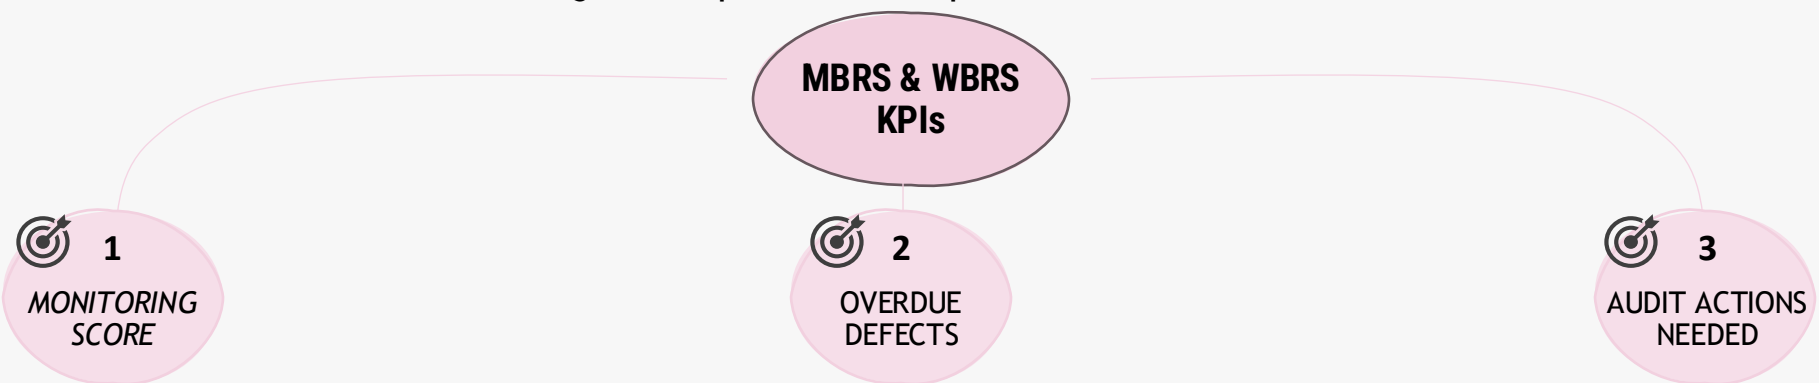 MBRS & WBRS
KPIs
1
MONITORING
SCORE
2
OVERDUE
DEFECTS
3
AUDIT ACTIONS
NEEDED